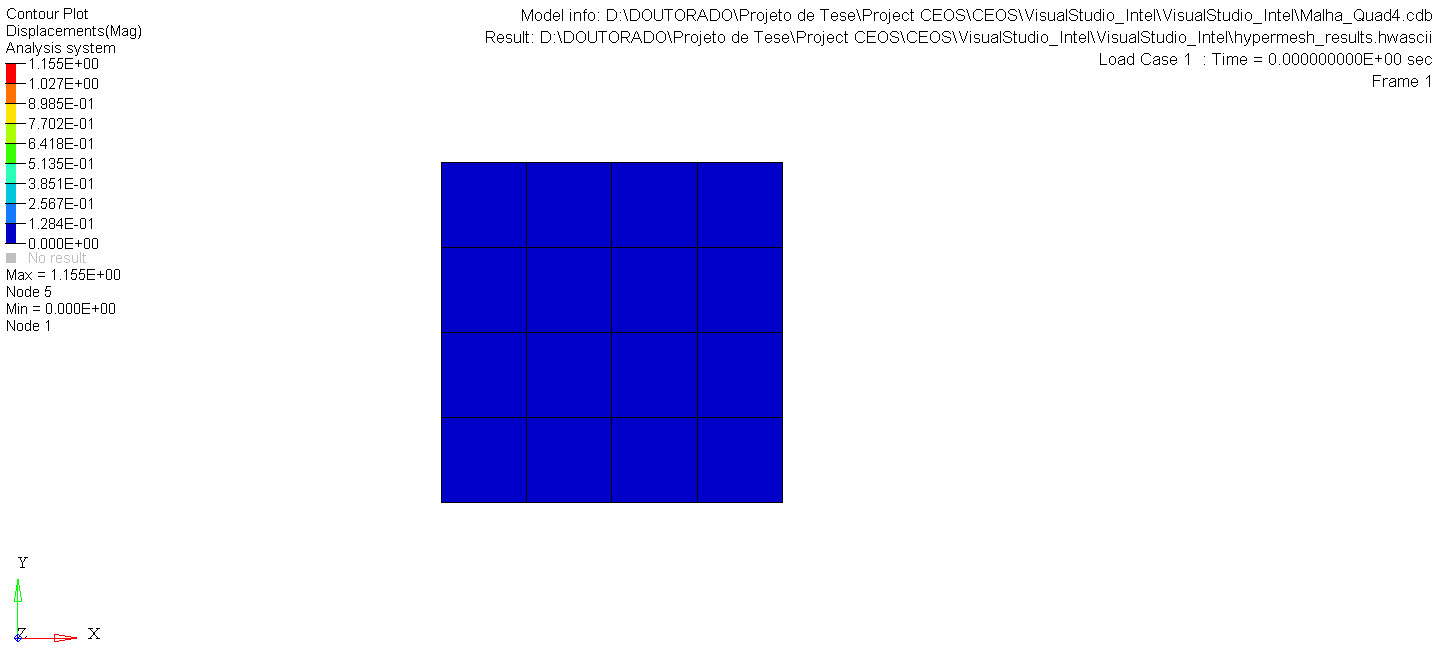 Contour Plot
Displacements(Mag)
Analysis system
1.155E+00
1.027E+00
8.985E-01
7.702E-01
6.418E-01
5.135E-01
3.851E-01
2.567E-01
1.284E-01
0.000E+00
No result
Max = 1.155E+00
Node 5
Min = 0.000E+00
Node 1
Model info: D:\DOUTORADO\Projeto de Tese\Project CEOS\CEOS\VisualStudio_Intel\VisualStudio_Intel\Malha_Quad4.cdb
Result: D:\DOUTORADO\Projeto de Tese\Project CEOS\CEOS\VisualStudio_Intel\VisualStudio_Intel\hypermesh_results.hwascii
Load Case 1 : Time = 0.000000000E+00 sec
Frame 1
Y
Z
X